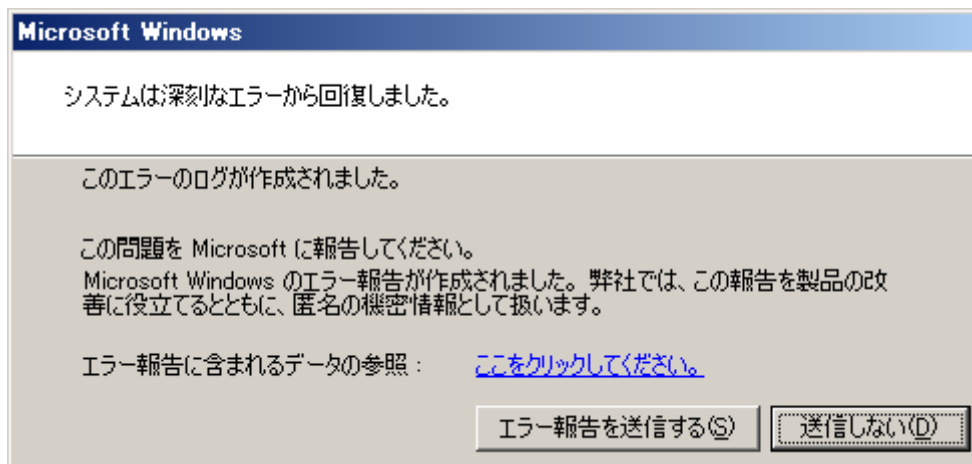 Microsoft Windows
システムは深刻なエラーから回復しました。
このエラーのログが作成されました。
この問題を Microsoft に報告してください。
Microsoft Windows のエラー報告が作成されました。弊社では、この報告を製品の改
善に役立てるとともに、匿名の機密情報として扱います。
エラー報告に含まれるデータの参照： ここをクリックしてください。
エラー報告を送信する(S) 送信しない(D)